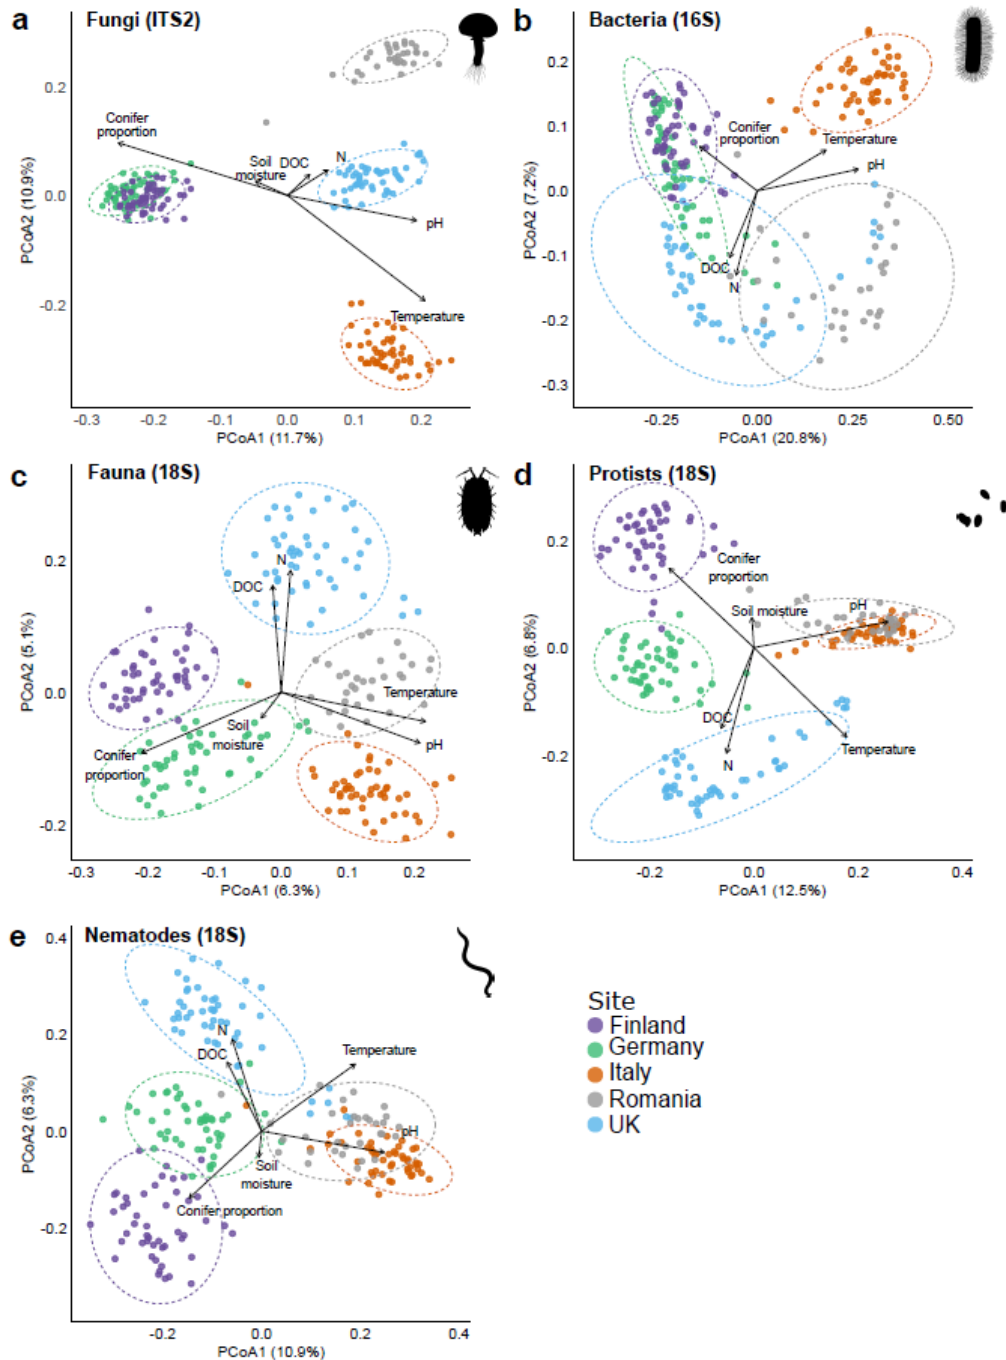 a Fungi (ITS2)
0.2
0.0
-0.2
PCoA2 (10.9%)
Conifer
proportion
Soil
moisture
DOC
N
pH
Temperature
-0.3
-0.2
-0.1
0.0
0.1
0.2
PCoA1 (11.7%)
b Bacteria (16S)
0.2
0.1
0.0
-0.1
-0.2
-0.3
PCoA2 (7.2%)
Conifer
proportion
Temperature
pH
DOC
N
-0.25
0.00
0.25
0.50
PCoA1 (20.8%)
c Fauna (18S)
0.2
0.0
-0.2
PCoA2 (5.1%)
N
DOC
Temperature
pH
Soil
moisture
Conifer
proportion
-0.3
-0.2
-0.1
0.0
0.1
0.2
PCoA1 (6.3%)
d Protists (18S)
0.2
0.0
-0.2
PCoA2 (6.8%)
Conifer
proportion
Soil moisture
pH
DOC
N
Temperature
-0.2
0.0
0.2
0.4
PCoA1 (12.5%)
e Nematodes (18S)
0.4
0.2
0.0
-0.2
PCoA2 (6.3%)
N
DOC
Temperature
pH
Soil
moisture
Conifer proportion
-0.2
0.0
0.2
0.4
PCoA1 (10.9%)
Site
Finland
Germany
Italy
Romania
UK